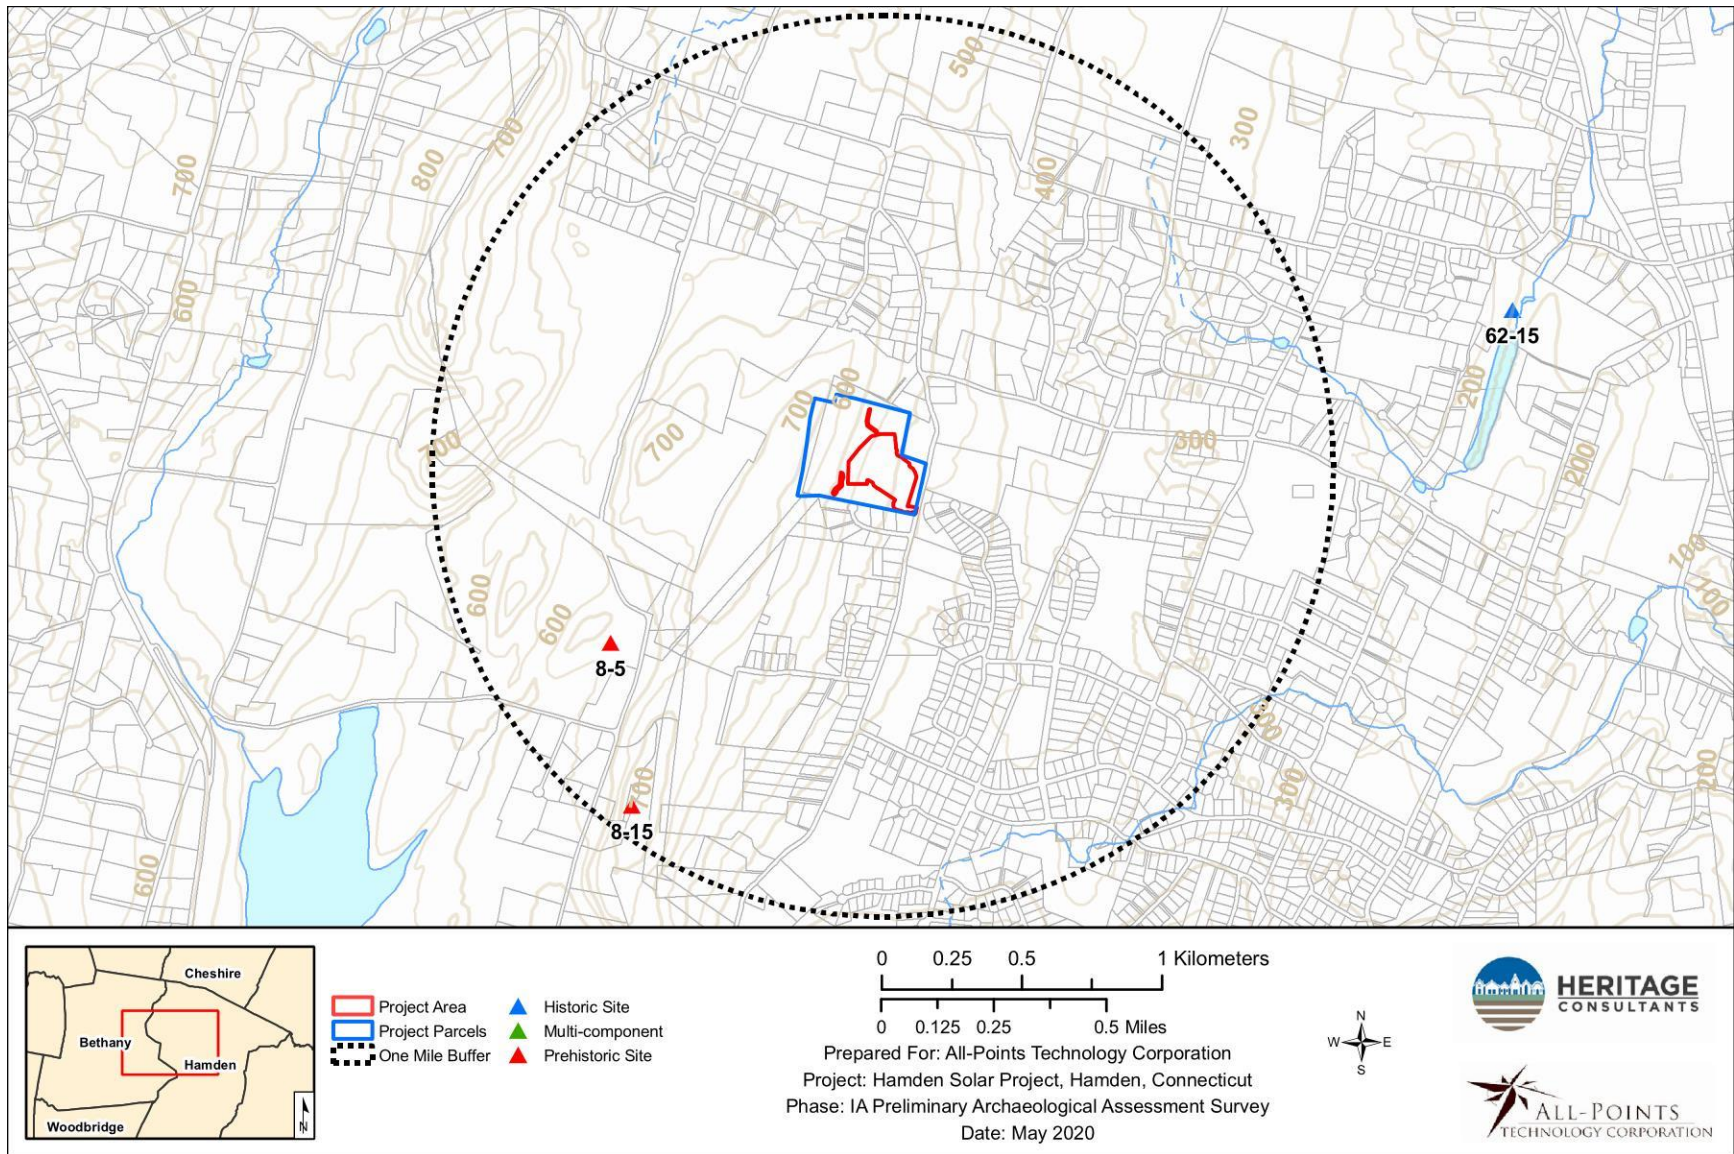 500
700
300
800
700
400
600
62-15
600
700
200
700
700
300
200
100
600
100
600
8-5
500
200
300
700
8-15
600
0 0.25 0.5 1 Kilometers
0 0.125 0.25 0.5 Miles
Cheshire
Bethany
Hamden
Woodbridge
N
Project Area
Project Parcels
One Mile Buffer
Historic Site
Multi-component
Prehistoric Site
Prepared For: All-Points Technology Corporation
Project: Hamden Solar Project, Hamden, Connecticut
Phase: IA Preliminary Archaeological Assessment Survey
Date: May 2020
N
W E
S
HERITAGE
CONSULTANTS
ALL-POINTS
TECHNOLOGY CORPORATION